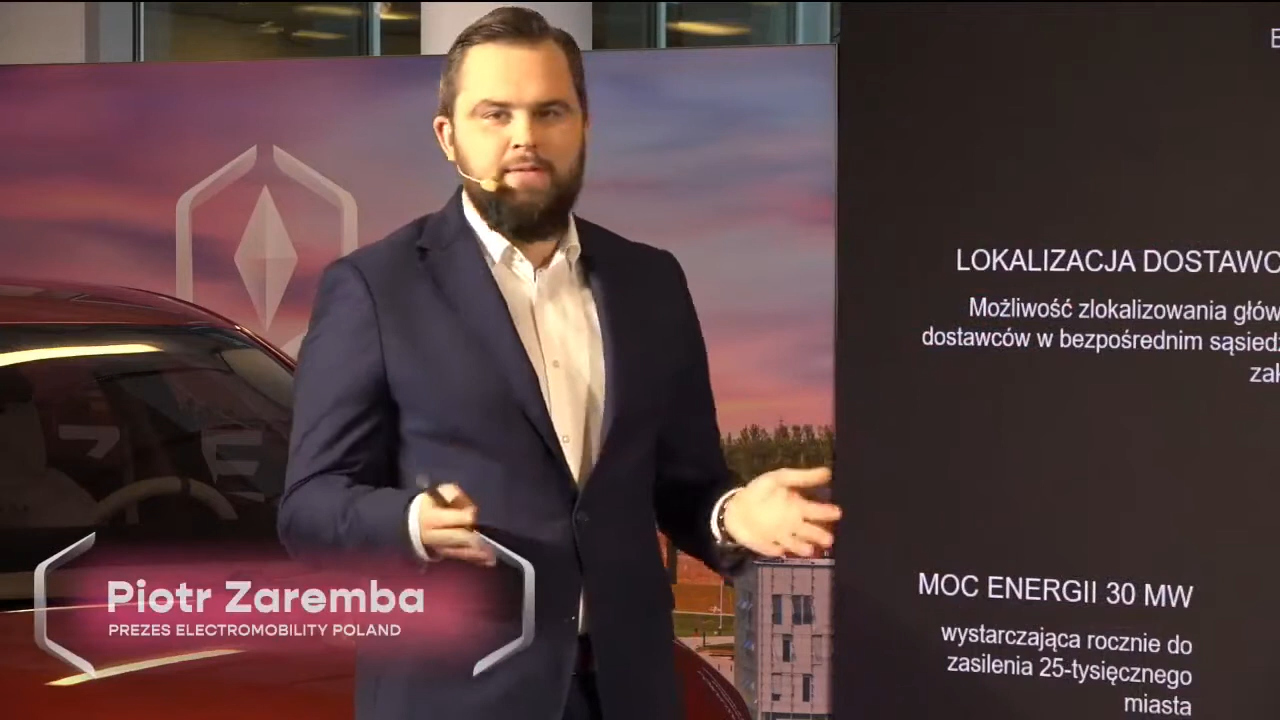 E
LOKALIZACJA DOSTAWC
Możliwość zlokalizowania głów
dostawców w bezpośrednim sąsiedz
zak
MOC ENERGII 30 MW
wystarczająca rocznie do
zasilenia 25-tysięcznego
miasta
Piotr Zaremba
PREZES ELECTROMOBILITY POLAND